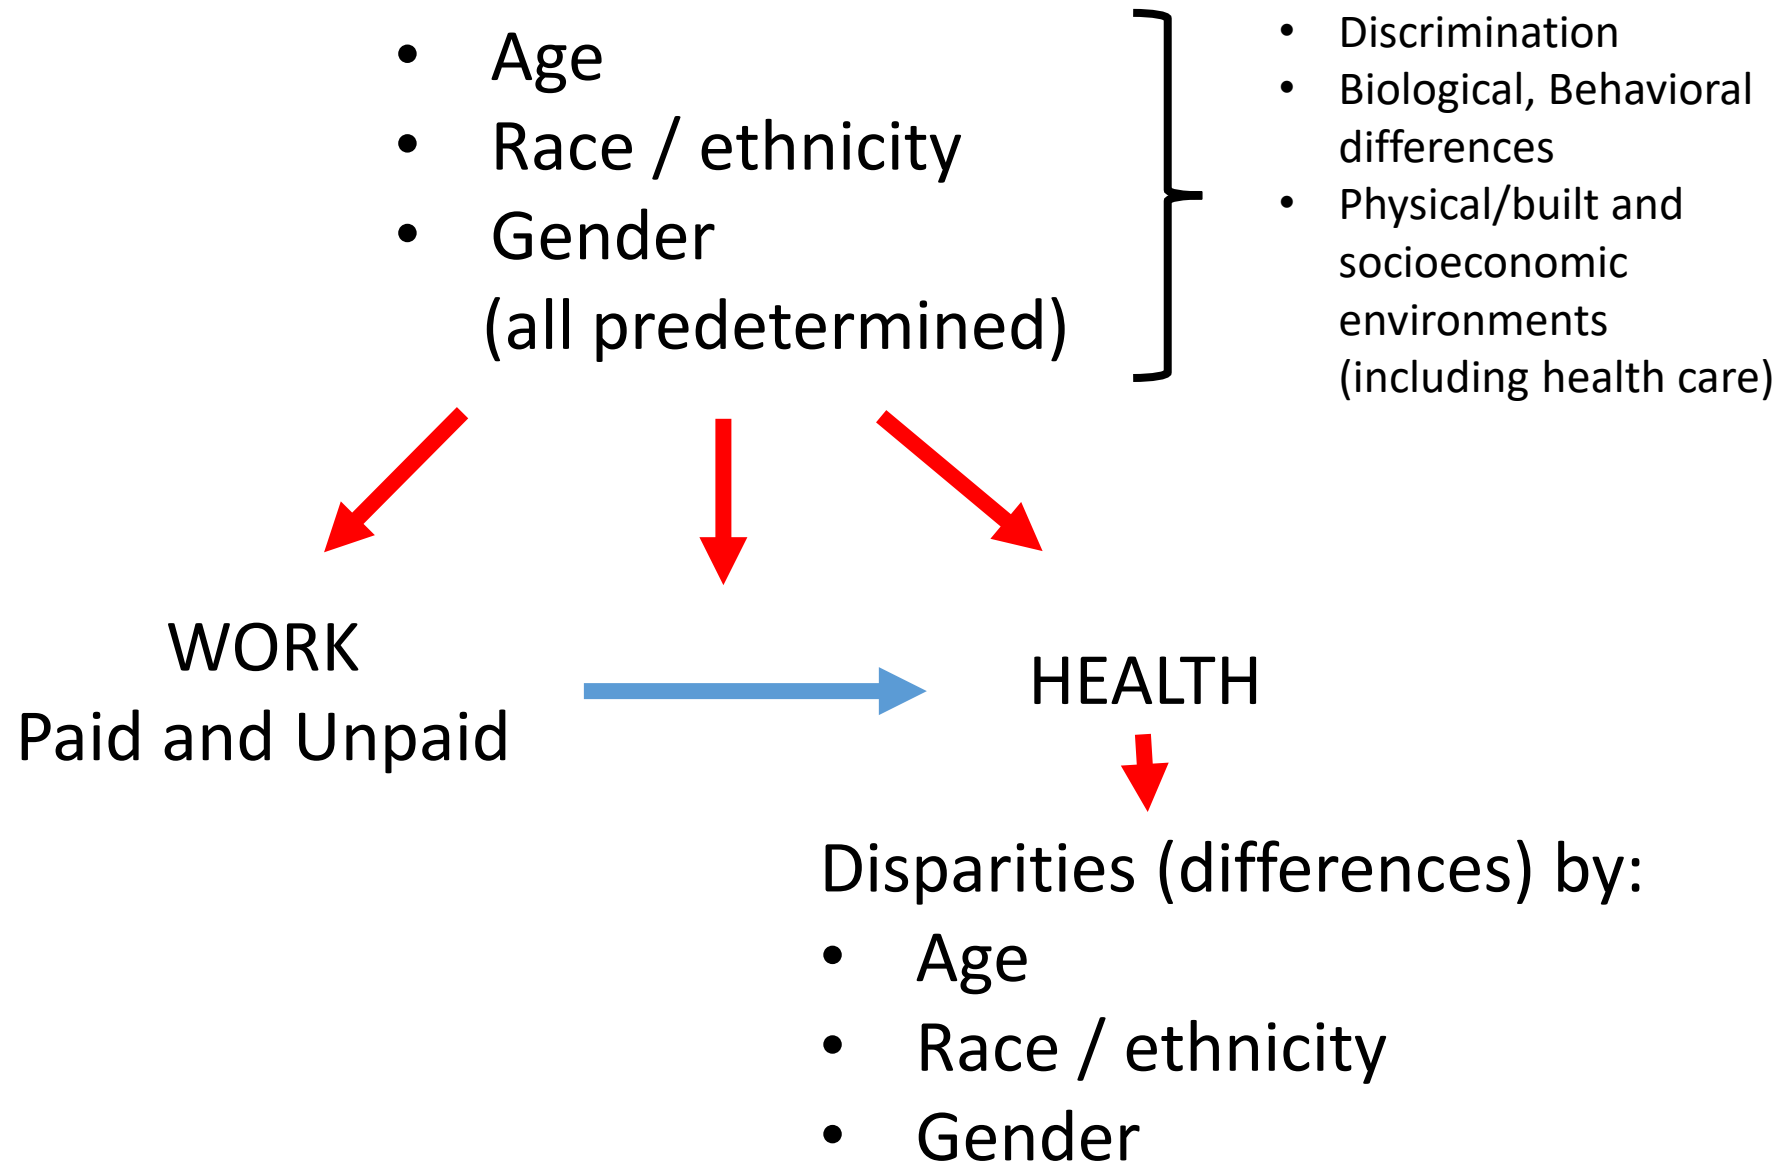 • Age
• Race / ethnicity
• Gender
(all predetermined)
• Discrimination
• Biological, Behavioral
differences
• Physical/built and
socioeconomic
environments
(including health care)
WORK
Paid and Unpaid
HEALTH
Disparities (differences) by:
• Age
• Race / ethnicity
• Gender